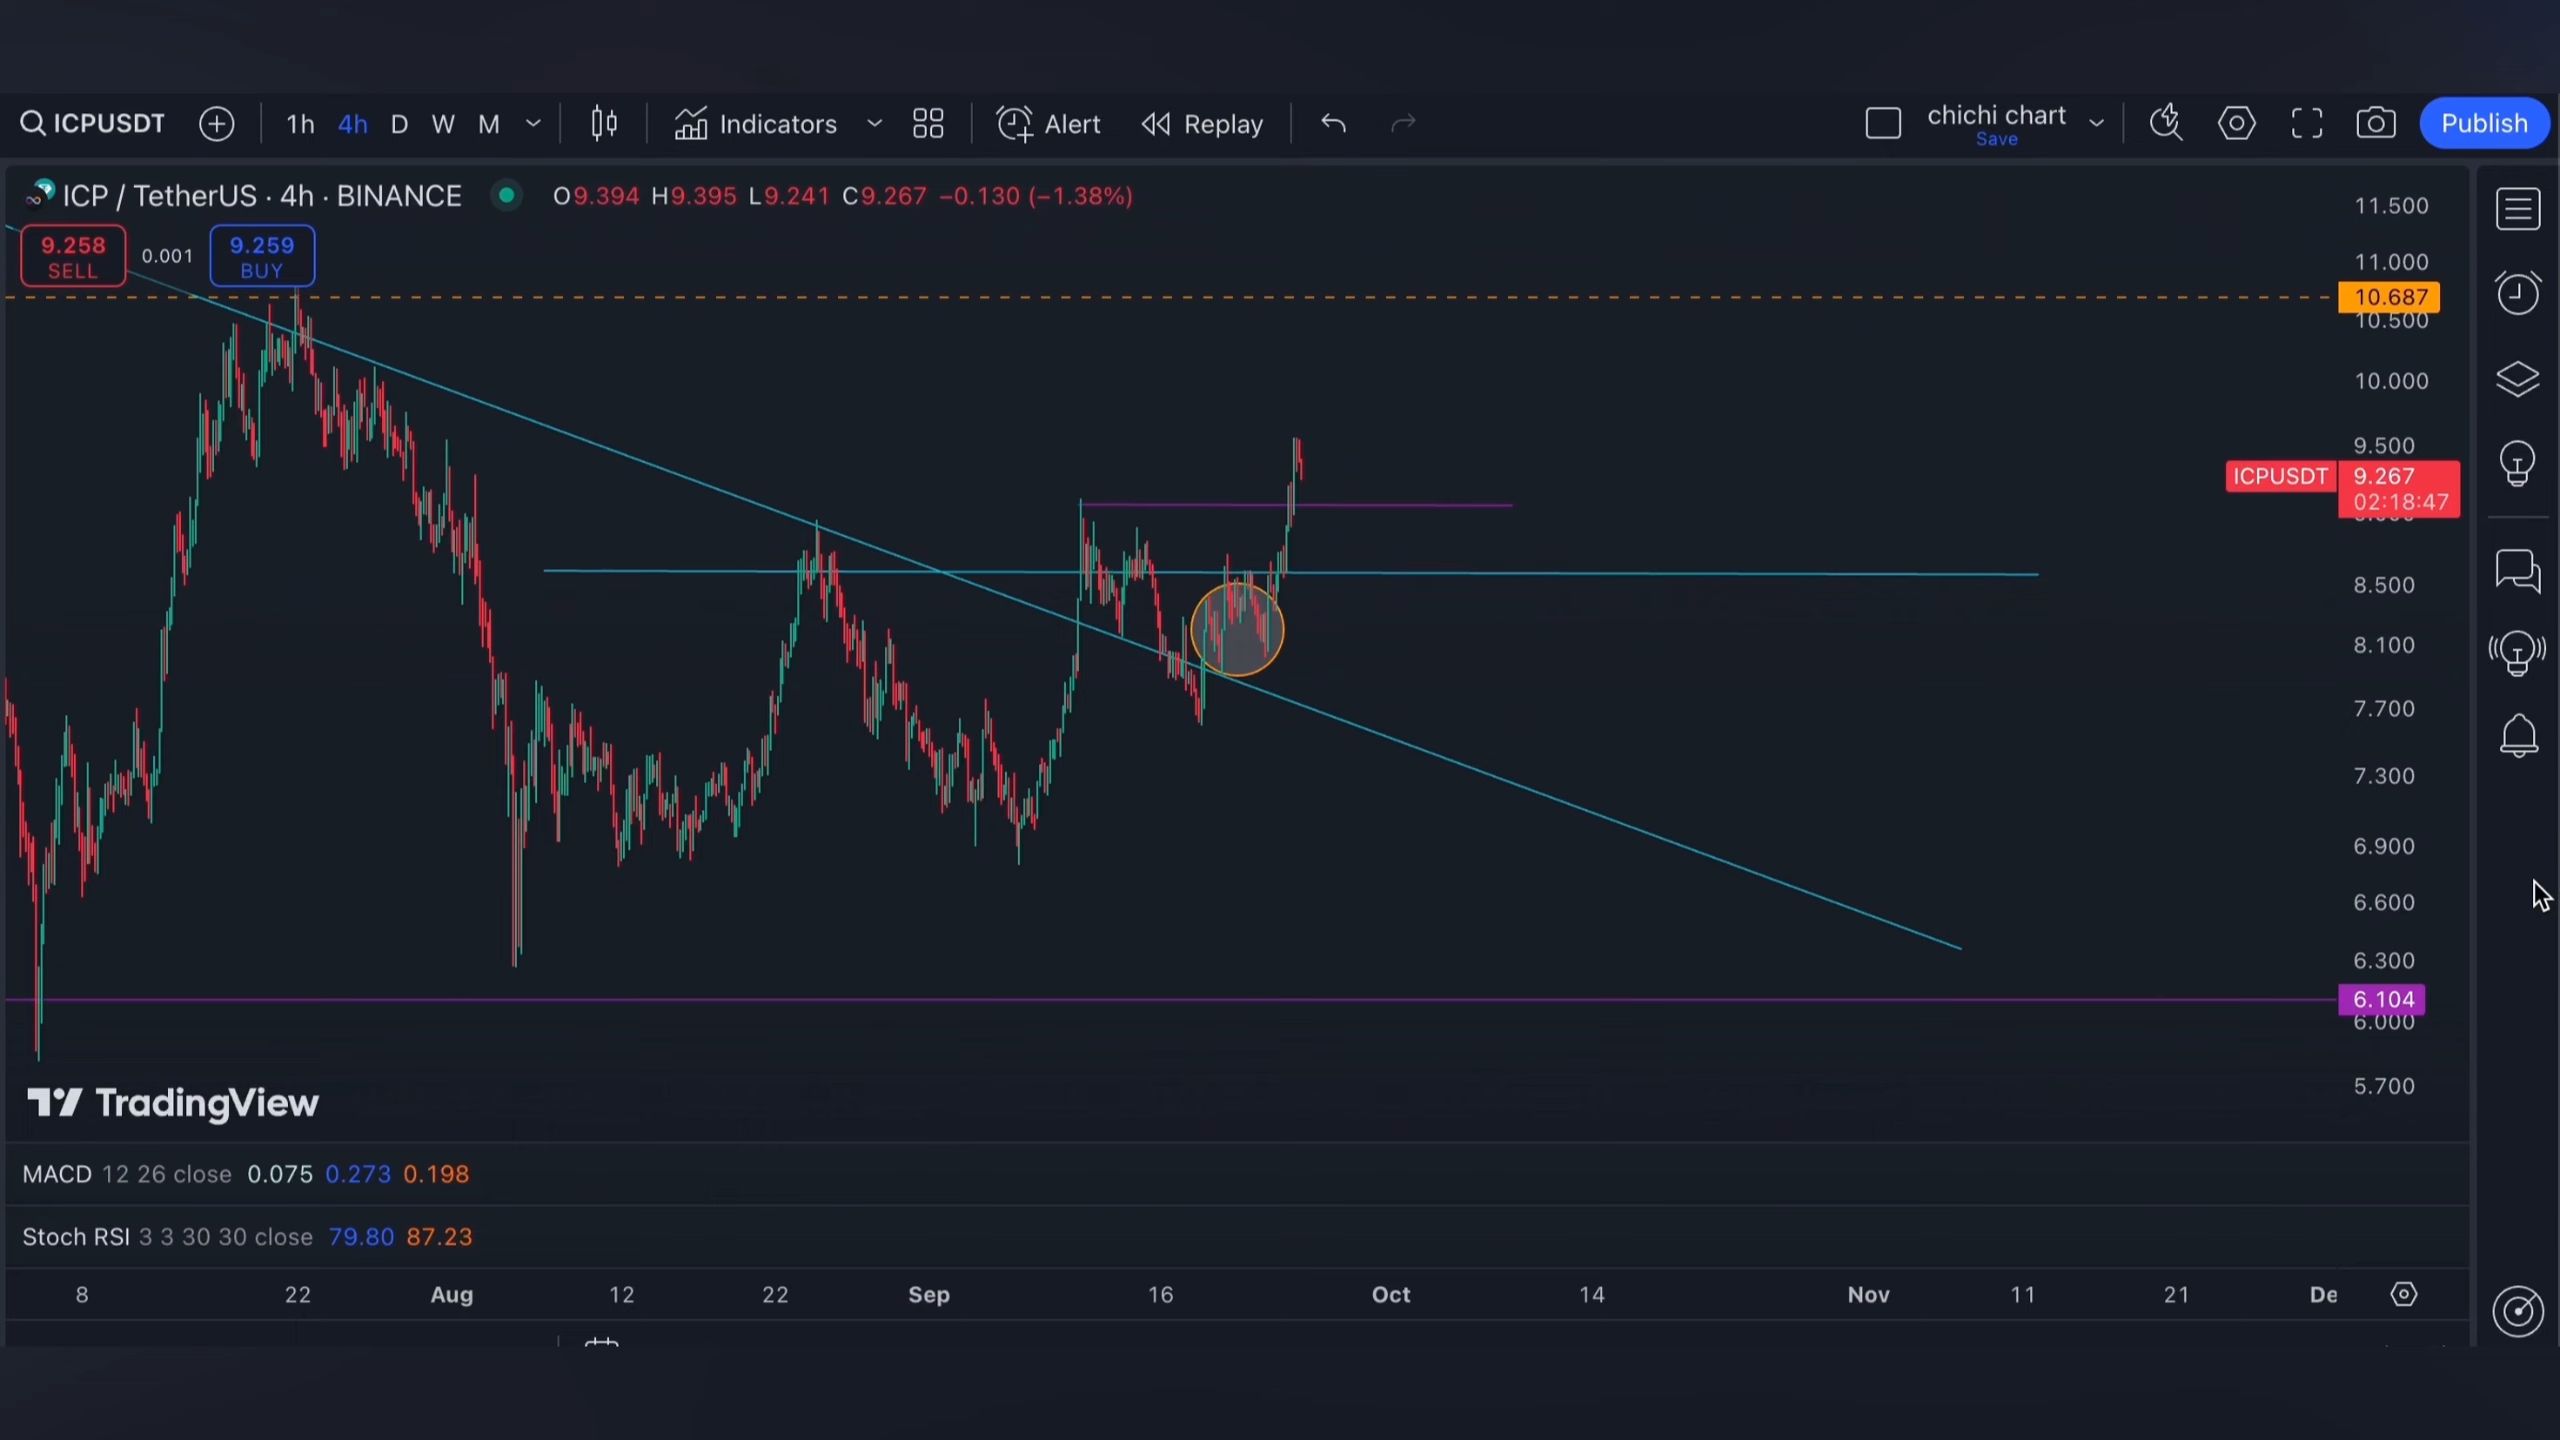 ICPUSDT 1h 4h D W M Indicators Alert Replay chichi chart Publish
Save
ICP / TetherUS · 4h · BINANCE O9.394 H9.395 L9.241 C9.267 −0.130 (−1.38%)
9.258 0.001 9.259
SELL BUY
11.500
11.000
10.687
10.500
10.000
9.500
ICPUSDT 9.267
02:18:47
8.500
8.100
7.700
7.300
6.900
6.600
6.300
6.104
6.000
5.700
TradingView
MACD 12 26 close 0.075 0.273 0.198
Stoch RSI 3 3 30 30 close 79.80 87.23
8 22 Aug 12 22 Sep 16 Oct 14 Nov 11 21 De